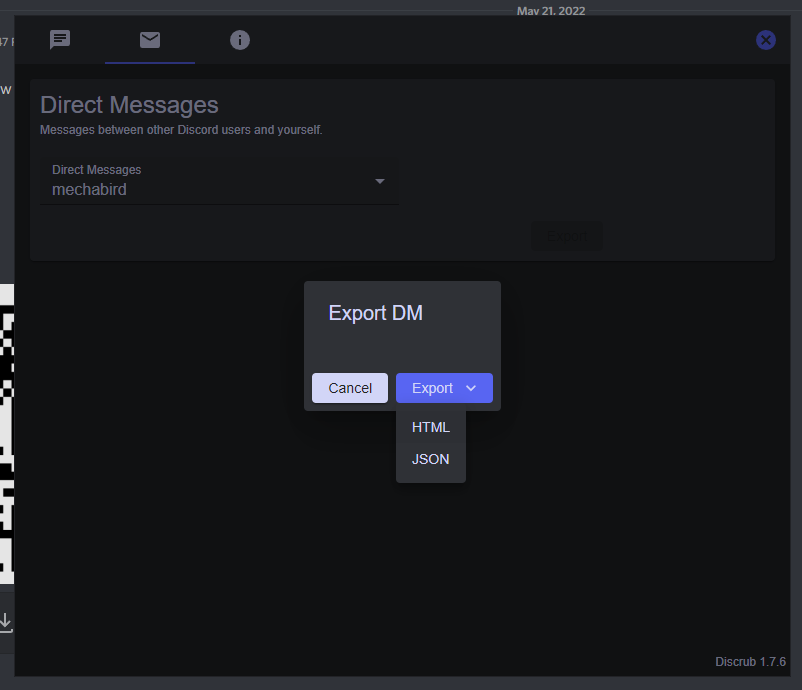 May 21, 2022
Direct Messages
Messages between other Discord users and yourself.
Direct Messages
mechabird
Export DM
Cancel
Export
HTML
JSON
Discrub 1.7.6